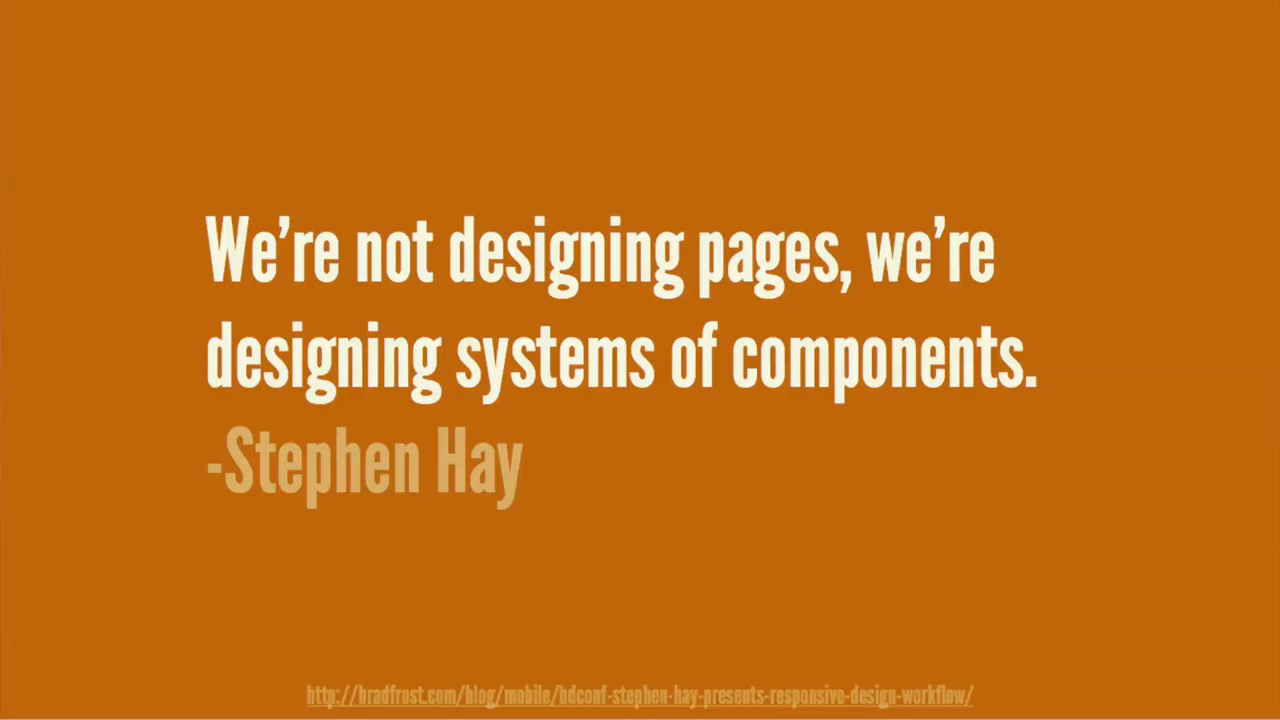 We’re not designing pages, we’re
designing systems of components.
-Stephen Hay
http://bradfrost.com/blog/mobile/bdconf-stephen-hay-presents-responsive-design-workflow/